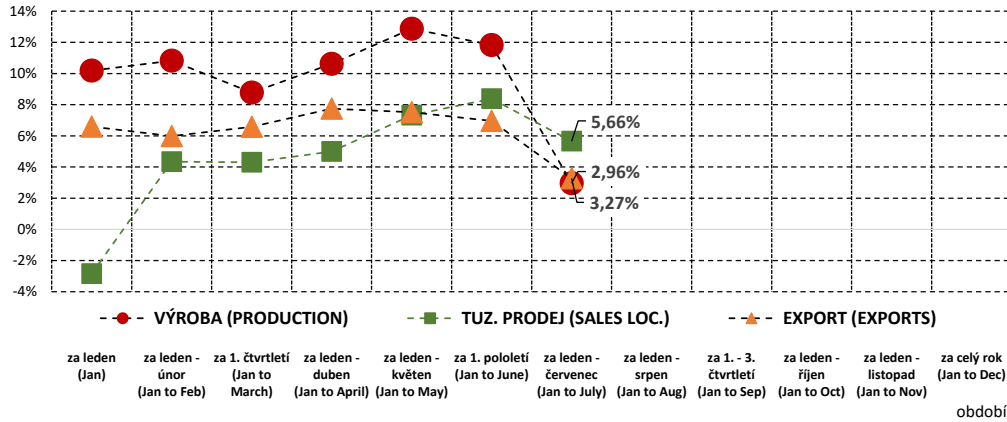 14%
12%
10%
8%
6%
4%
2%
0%
-2%
-4%
5,66%
2,96%
3,27%
VÝROBA (PRODUCTION)
TUZ. PRODEJ (SALES LOC.)
EXPORT (EXPORTS)
za leden
(Jan)
za leden -
únor
(Jan to Feb)
za 1. čtvrtletí
(Jan to
March)
za leden -
duben
(Jan to April)
za leden -
květen
(Jan to May)
za 1. pololetí
(Jan to June)
za leden -
červenec
(Jan to July)
za leden -
srpen
(Jan to Aug)
za 1. - 3.
čtvrtletí
(Jan to Sep)
za leden -
říjen
(Jan to Oct)
za leden -
listopad
(Jan to Nov)
za celý rok
(Jan to Dec)
období